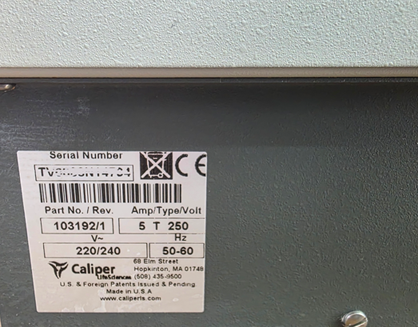 Serial Number
Part No. / Rev. Amp/Type/Volt
103192/1 5 T 250
V~ Hz
220/240 50-60
Caliper
LifeSciences
68 Elm Street
Hopkinton, MA 01748
(508) 435-9500
U.S. & Foreign Patents Issued & Pending
Made in U.S.A
www.caliperls.com